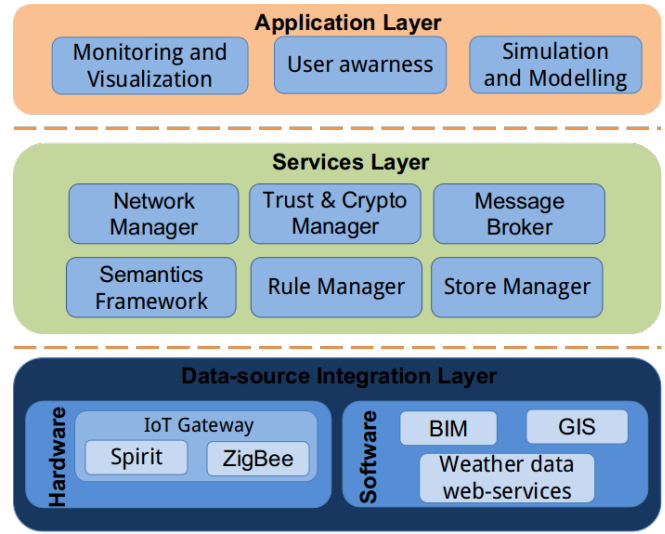 Application Layer
Monitoring and
Visualization
User awarness
Simulation
and Modelling
Services Layer
Network
Manager
Trust & Crypto
Manager
Message
Broker
Semantics
Framework
Rule Manager
Store Manager
Data-source Integration Layer
Hardware
IoT Gateway
Spirit
ZigBee
Software
BIM
GIS
Weather data
web-services